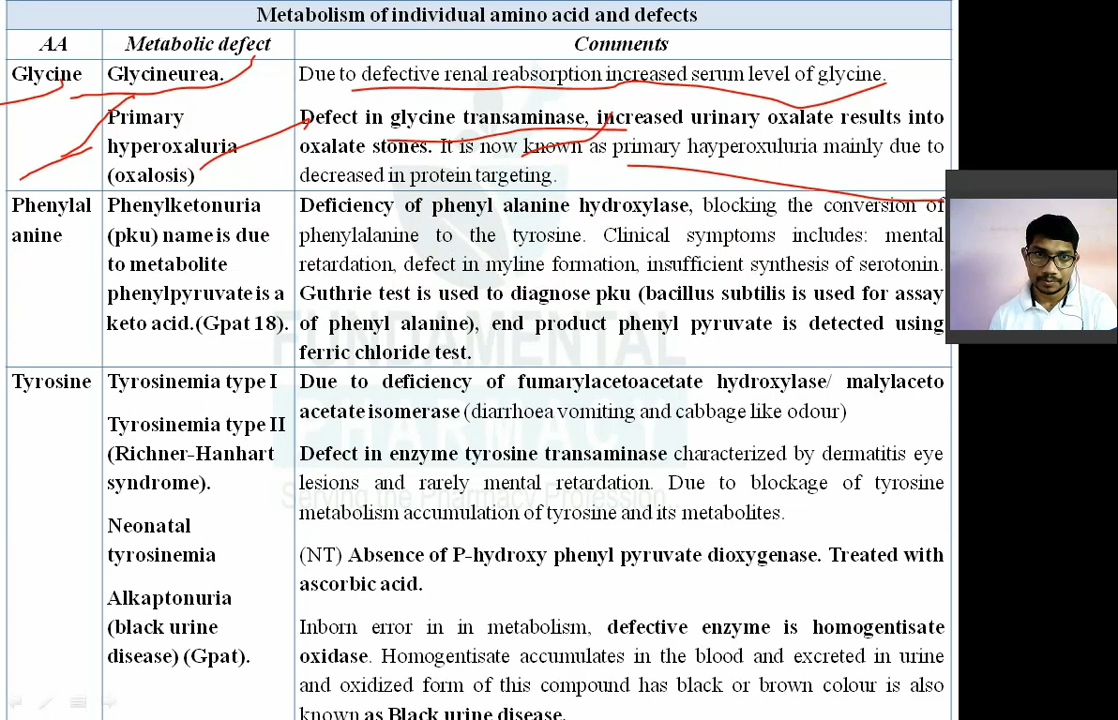 Metabolism of individual amino acid and defects
AA Metabolic defect Comments
Glycine Glycineurea. Due to defective renal reabsorption increased serum level of glycine.
Primary hyperoxaluria (oxalosis)
Defect in glycine transaminase, increased urinary oxalate results into
oxalate stones. It is now known as primary hayperoxuluria mainly due to
decreased in protein targeting.
Phenylal
anine
Phenylketonuria
(pku) name is due
to metabolite
phenylpyruvate is a
keto acid.(Gpat 18).
Deficiency of phenyl alanine hydroxylase, blocking the conversion of
phenylalanine to the tyrosine. Clinical symptoms includes: mental
retardation, defect in myline formation, insufficient synthesis of serotonin.
Guthrie test is used to diagnose pku (bacillus subtilis is used for assay
of phenyl alanine), end product phenyl pyruvate is detected using
ferric chloride test.
Tyrosine
Tyrosinemia type I
Due to deficiency of fumarylacetoacetate hydroxylase/ malylaceto
acetate isomerase (diarrhoea vomiting and cabbage like odour)
Tyrosinemia type II
(Richner-Hanhart
syndrome).
Defect in enzyme tyrosine transaminase characterized by dermatitis eye
lesions and rarely mental retardation. Due to blockage of tyrosine
metabolism accumulation of tyrosine and its metabolites.
Neonatal
tyrosinemia
(NT) Absence of P-hydroxy phenyl pyruvate dioxygenase. Treated with
ascorbic acid.
Alkaptonuria
(black urine
disease) (Gpat).
Inborn error in in metabolism, defective enzyme is homogentisate
oxidase. Homogentisate accumulates in the blood and excreted in urine
and oxidized form of this compound has black or brown colour is also
known as Black urine disease.
FUNDAMENTAL
PHARMACY
Serving the Pharmacy Profession